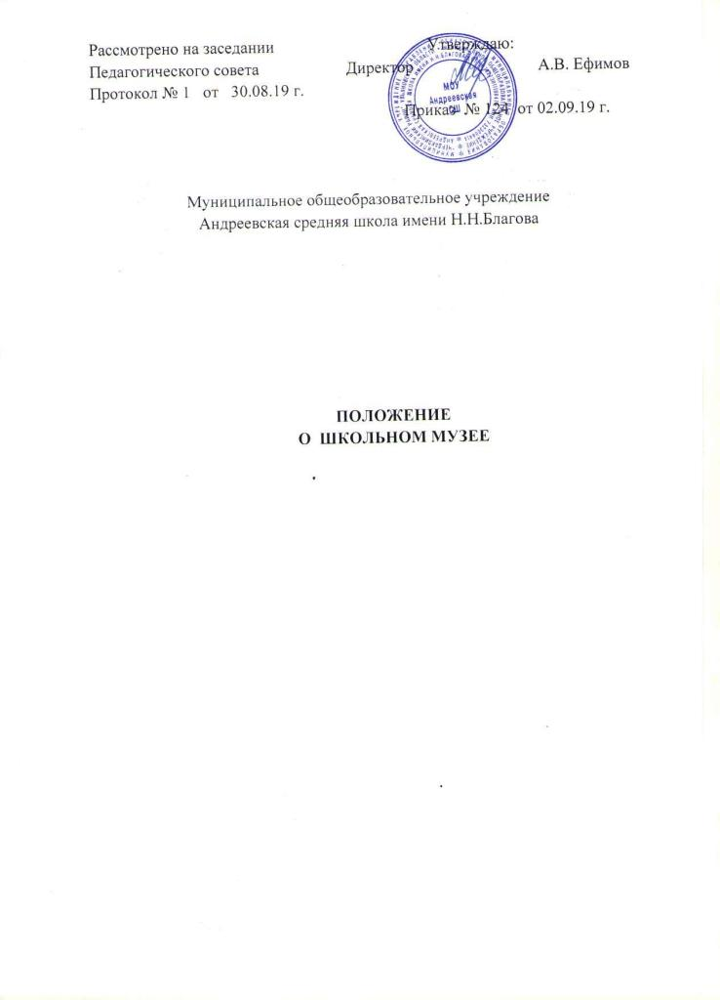 Рассмотрено на заседании
Педагогического совета
Протокол № 1 от 30.08.19 г.
Утверждаю:
Директор А.В. Ефимов
Приказ № 124 от 02.09.19 г.
МОУ
Андреевская
СШ
Муниципальное общеобразовательное учреждение
Андреевская средняя школа имени Н.Н.Благова
ПОЛОЖЕНИЕ
О ШКОЛЬНОМ МУЗЕЕ